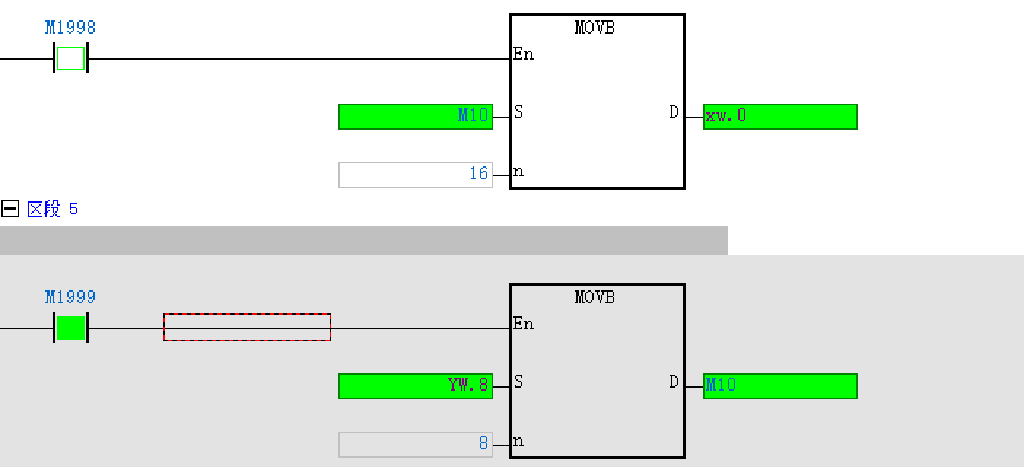 M1998
MOVB
En
M10 S D xw.0
16 n
区段 5
M1999
MOVB
En
YW.8 S D M10
8 n